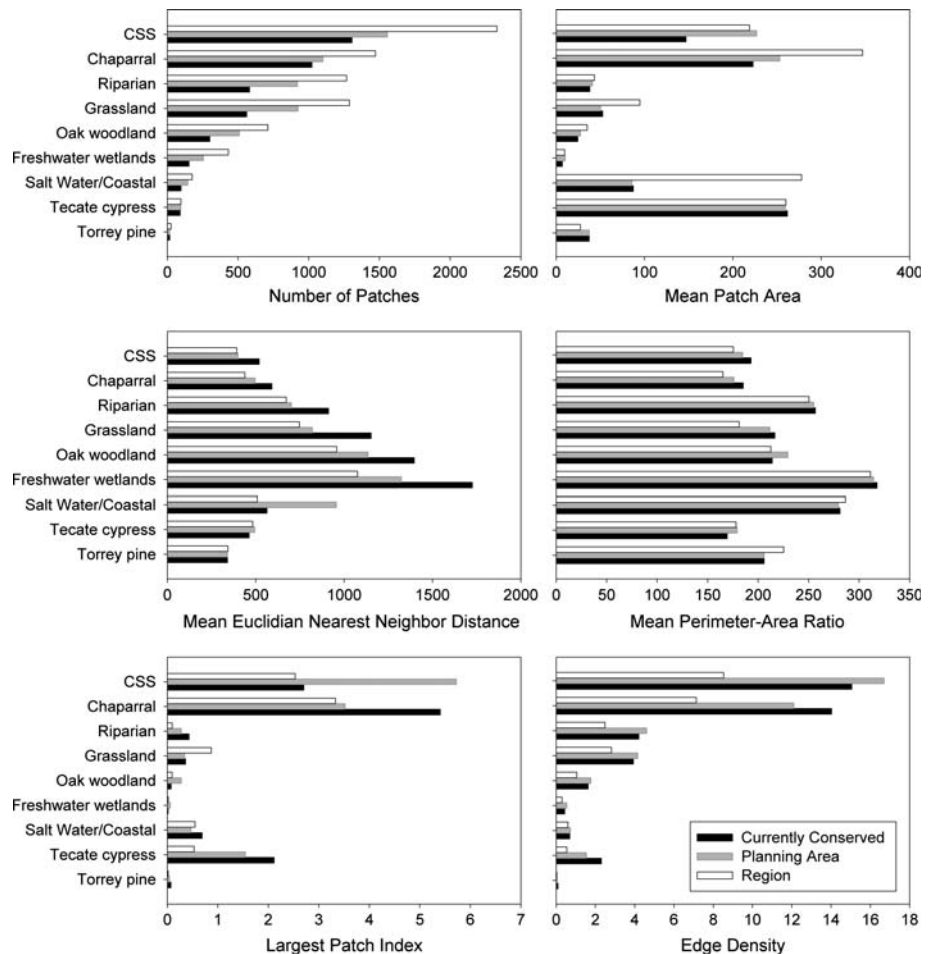 CSS
Chaparral
Riparian
Grassland
Oak woodland
Freshwater wetlands
Salt Water/Coastal
Tecate cypress
Torrey pine
0 500 1000 1500 2000 2500
Number of Patches
0 100 200 300 400
Mean Patch Area
CSS
Chaparral
Riparian
Grassland
Oak woodland
Freshwater wetlands
Salt Water/Coastal
Tecate cypress
Torrey pine
0 500 1000 1500 2000
Mean Euclidian Nearest Neighbor Distance
0 50 100 150 200 250 300 350
Mean Perimeter-Area Ratio
CSS
Chaparral
Riparian
Grassland
Oak woodland
Freshwater wetlands
Salt Water/Coastal
Tecate cypress
Torrey pine
0 1 2 3 4 5 6 7
Largest Patch Index
Currently Conserved
Planning Area
Region
0 2 4 6 8 10 12 14 16 18
Edge Density